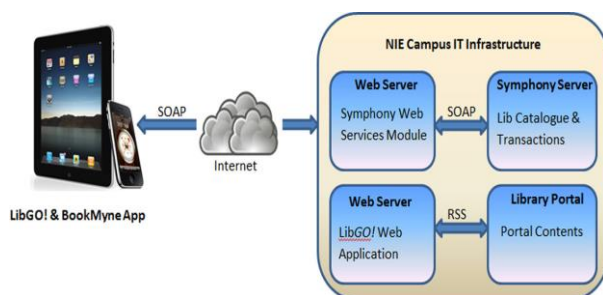 NIE Campus IT Infrastructure
Web Server
Symphony Web
Services Module
SOAP
Symphony Server
Lib Catalogue &
Transactions
SOAP
Internet
LibGO! & BookMyne App
Web Server
LibGO! Web
Application
RSS
Library Portal
Portal Contents